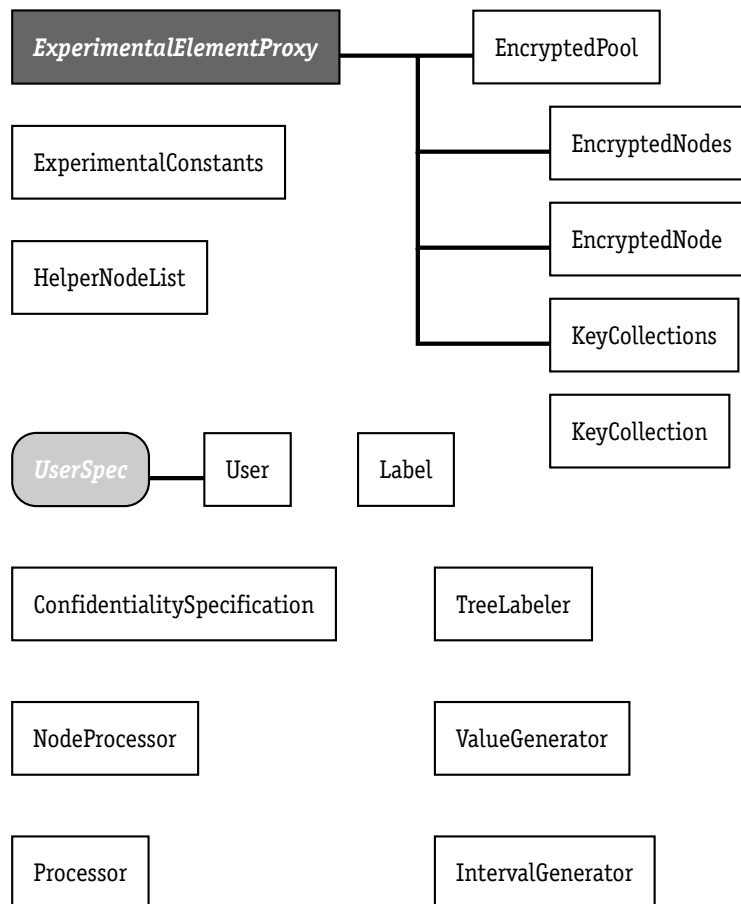 ExperimentalElementProxy
EncryptedPool
ExperimentalConstants
EncryptedNodes
HelperNodeList
EncryptedNode
KeyCollections
KeyCollection
UserSpec
User
Label
ConfidentialitySpecification
TreeLabeler
NodeProcessor
ValueGenerator
Processor
IntervalGenerator